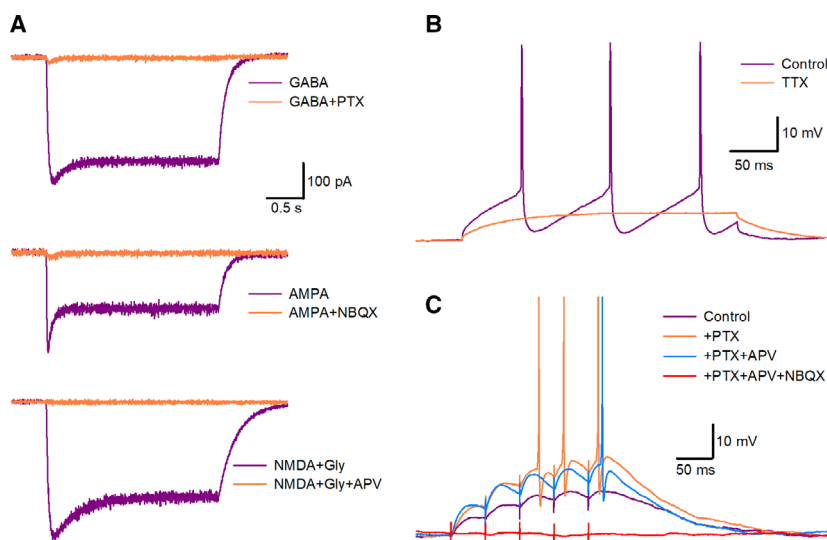 A
GABA
GABA+PTX
100 pA
0.5 s
AMPA
AMPA+NBQX
NMDA+Gly
NMDA+Gly+APV
B
Control
TTX
10 mV
50 ms
C
Control
+PTX
+PTX+APV
+PTX+APV+NBQX
10 mV
50 ms